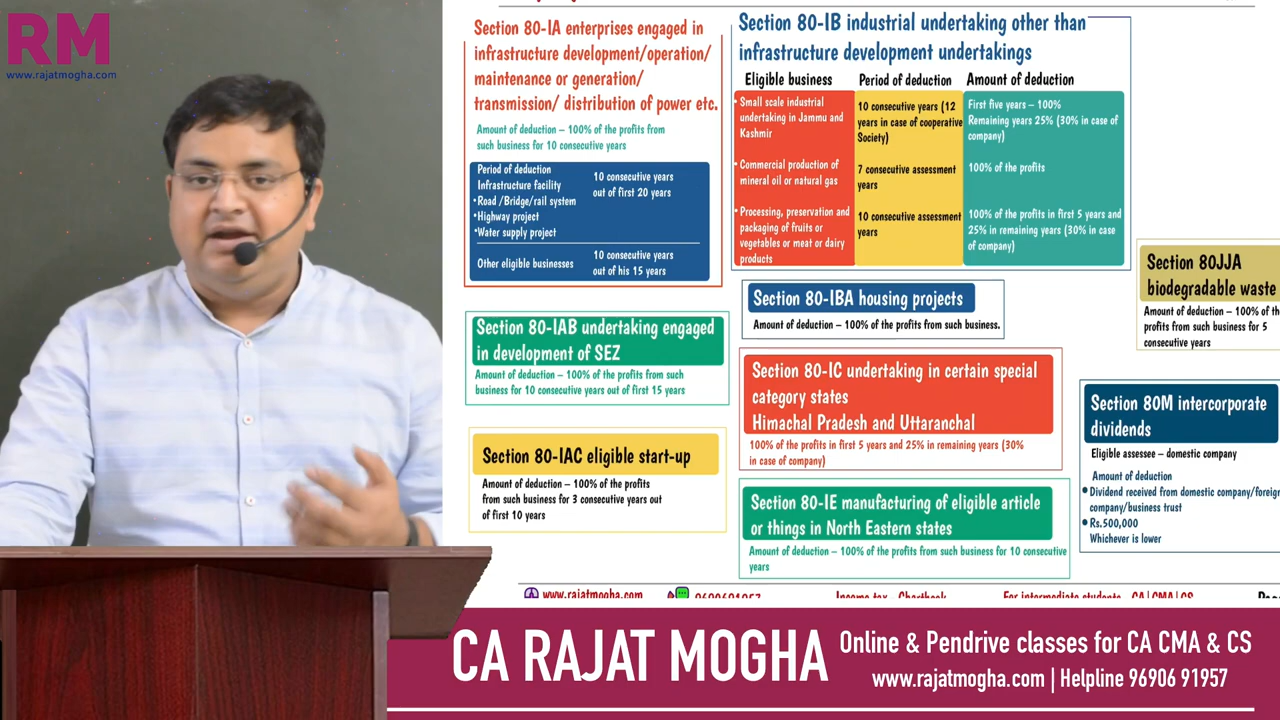 RM
www.rajatmogha.com
Section 80-IA enterprises engaged in
infrastructure development/operation/
maintenance or generation/
transmission/ distribution of power etc.
Amount of deduction – 100% of the profits from
such business for 10 consecutive years
Period of deduction
Infrastructure facility
•Road /Bridge/rail system
•Highway project
•Water supply project
10 consecutive years
out of first 20 years
Other eligible businesses
10 consecutive years
out of his 15 years
Section 80-IAB undertaking engaged
in development of SEZ
Amount of deduction – 100% of the profits from such
business for 10 consecutive years out of first 15 years
Section 80-IAC eligible start-up
Amount of deduction – 100% of the profits
from such business for 3 consecutive years out
of first 10 years
Section 80-IB industrial undertaking other than
infrastructure development undertakings
Eligible business Period of deduction Amount of deduction
• Small scale industrial
undertaking in Jammu and
Kashmir
10 consecutive years (12
years in case of cooperative
Society)
First five years – 100%
Remaining years 25% (30% in case of
company)
• Commercial production of
mineral oil or natural gas
7 consecutive assessment
years
100% of the profits
• Processing, preservation and
packaging of fruits or
vegetables or meat or dairy
products
10 consecutive assessment
years
100% of the profits in first 5 years and
25% in remaining years (30% in case
of company)
Section 80-IBA housing projects
Amount of deduction – 100% of the profits from such business.
Section 80-IC undertaking in certain special
category states
Himachal Pradesh and Uttaranchal
100% of the profits in first 5 years and 25% in remaining years (30%
in case of company)
Section 80-IE manufacturing of eligible article
or things in North Eastern states
Amount of deduction – 100% of the profits from such business for 10 consecutive
years
Section 80JJA
biodegradable waste
Amount of deduction – 100% of th
profits from such business for 5
consecutive years
Section 80M intercorporate
dividends
Eligible assessee – domestic company
Amount of deduction
• Dividend received from domestic company/foreign
company/business trust
• Rs.500,000
Whichever is lower
www.rajatmogha.com 9690691957 Income tax - Chartbook For intermediate students - CA|CMA|CS
CA RAJAT MOGHA
Online & Pendrive classes for CA CMA & CS
www.rajatmogha.com | Helpline 96906 91957